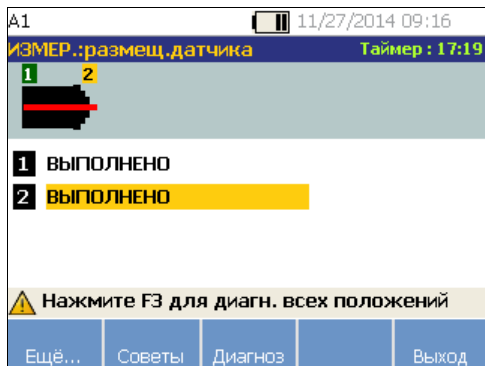 A1 11/27/2014 09:16
ИЗМЕР.:размещ.датчика Таймер : 17:19
1 2
1 ВЫПОЛНЕНО
2 ВЫПОЛНЕНО
Нажмите F3 для диагн. всех положений
Ещё... Советы Диагноз Выход